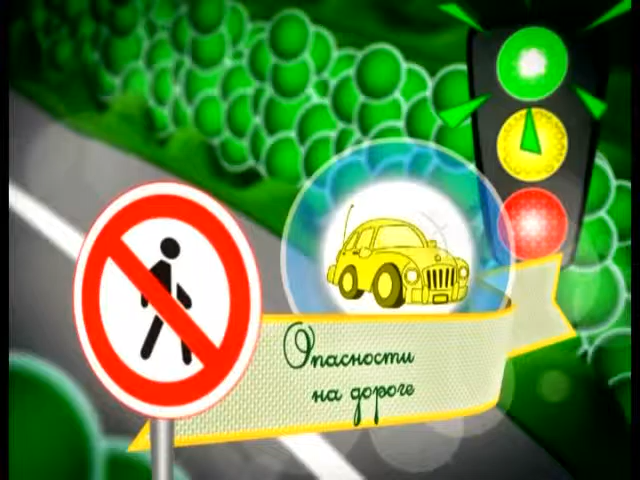 Опасности
на дороге